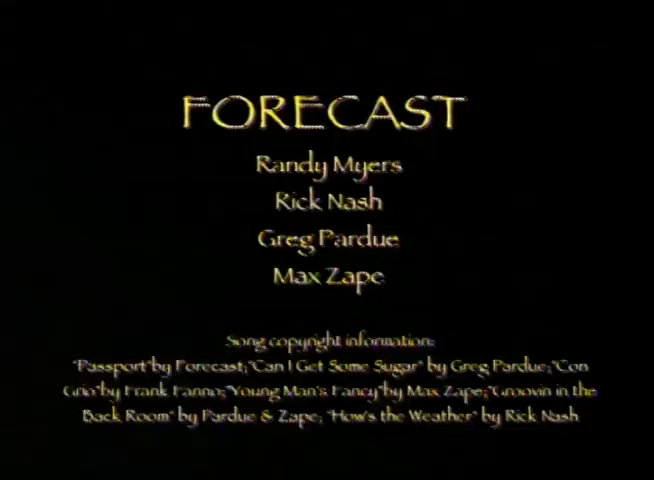 FORECAST
Randy Myers
Rick Nash
Greg Pardue
Max Zape
Song copyright information:
"Passport"by Forecast;"Can I Get Some Sugar" by Greg Pardue;"Con
Grio"by Frank Fanno;"Young Man's Fancy"by Max Zape;"Groovin in the
Back Room" by Pardue & Zape; "How's the Weather" by Rick Nash